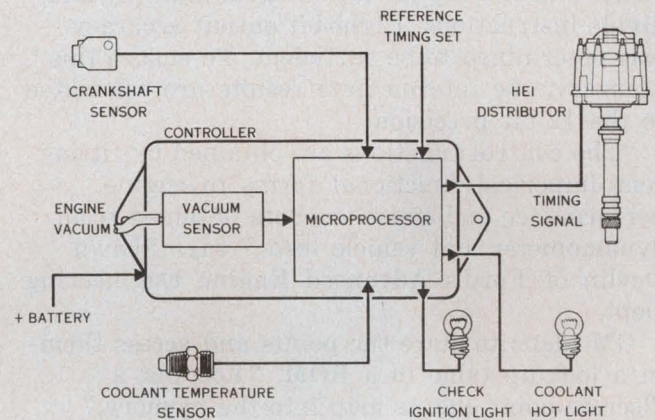 REFERENCE
TIMING SET
CRANKSHAFT
SENSOR
HEI
DISTRIBUTOR
CONTROLLER
ENGINE
VACUUM
VACUUM
SENSOR
MICROPROCESSOR
TIMING
SIGNAL
+ BATTERY
COOLANT TEMPERATURE
SENSOR
CHECK
IGNITION LIGHT
COOLANT
HOT LIGHT